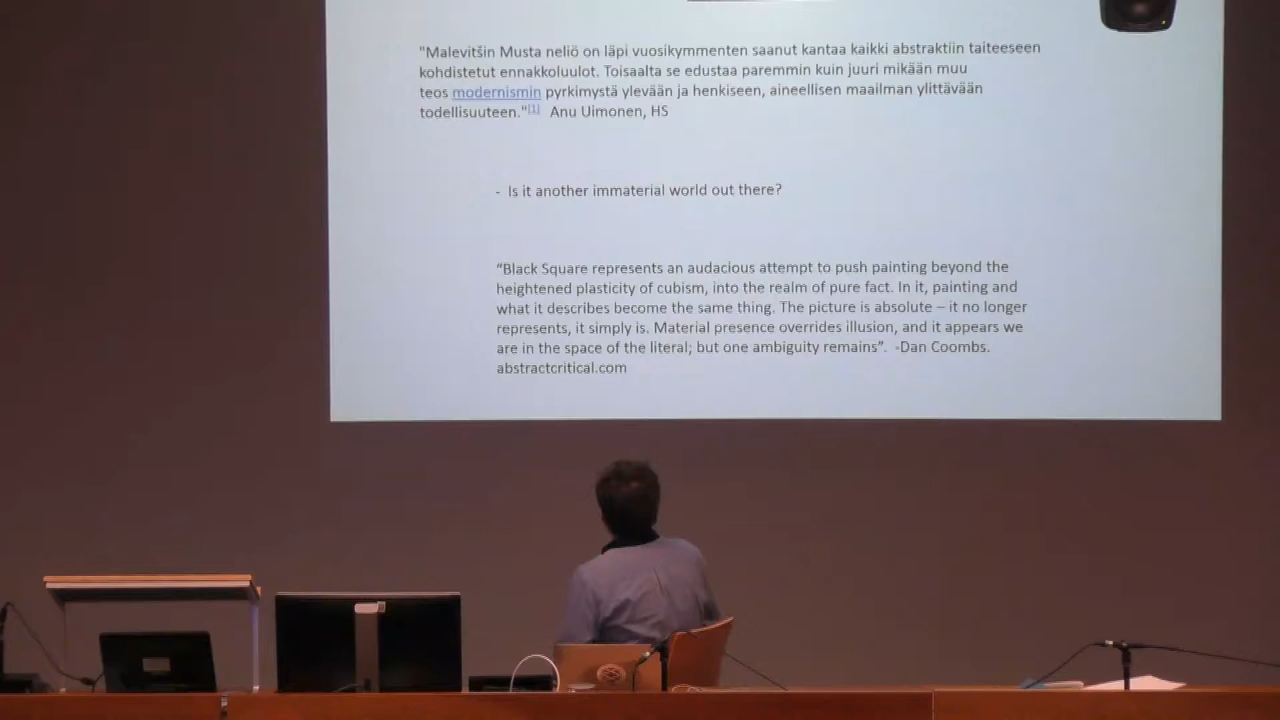 "Malevitšin Musta neliö on läpi vuosikymmenten saanut kantaa kaikki abstraktiin taiteeseen
kohdistetut ennakkoluulot. Toisaalta se edustaa paremmin kuin juuri mikään muu
teos modernismin pyrkimystä ylevään ja henkiseen, aineellisen maailman ylittävään
todellisuuteen."[1] Anu Uimonen, HS
- Is it another immaterial world out there?
“Black Square represents an audacious attempt to push painting beyond the
heightened plasticity of cubism, into the realm of pure fact. In it, painting and
what it describes become the same thing. The picture is absolute – it no longer
represents, it simply is. Material presence overrides illusion, and it appears we
are in the space of the literal; but one ambiguity remains”. -Dan Coombs.
abstractcritical.com